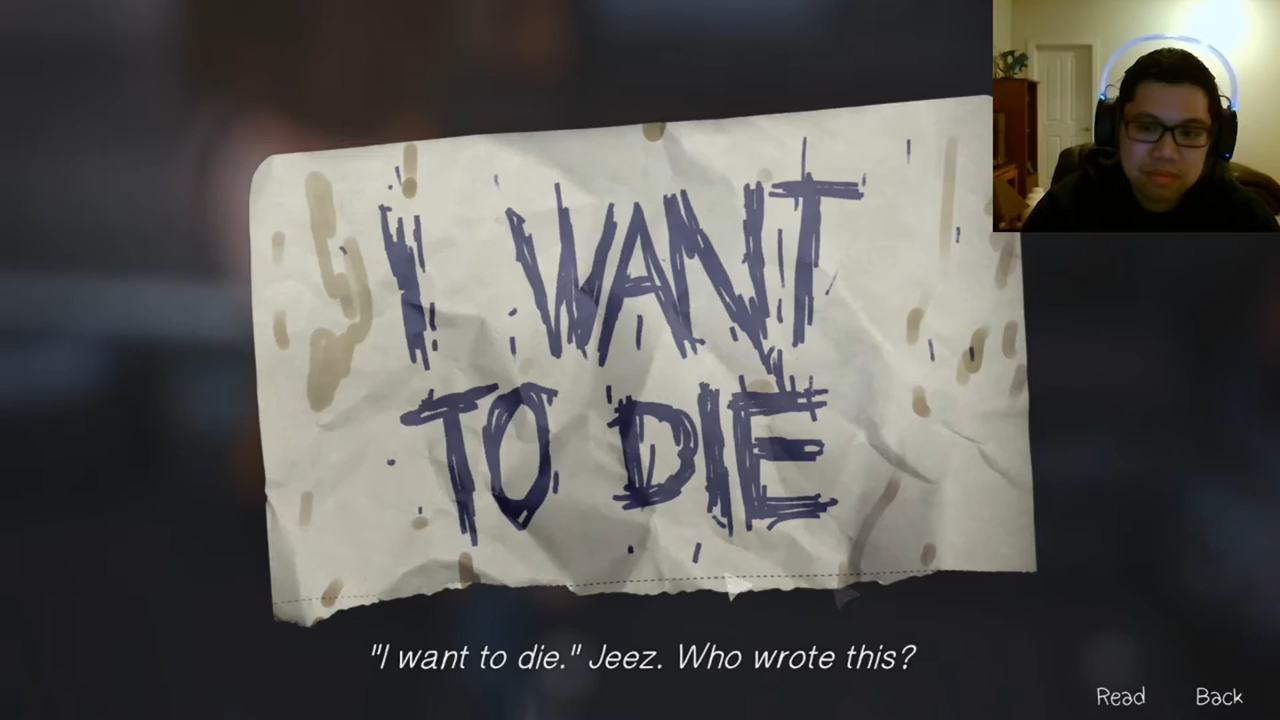 I WANT
TO DIE
"I want to die." Jeez. Who wrote this?
Read Back